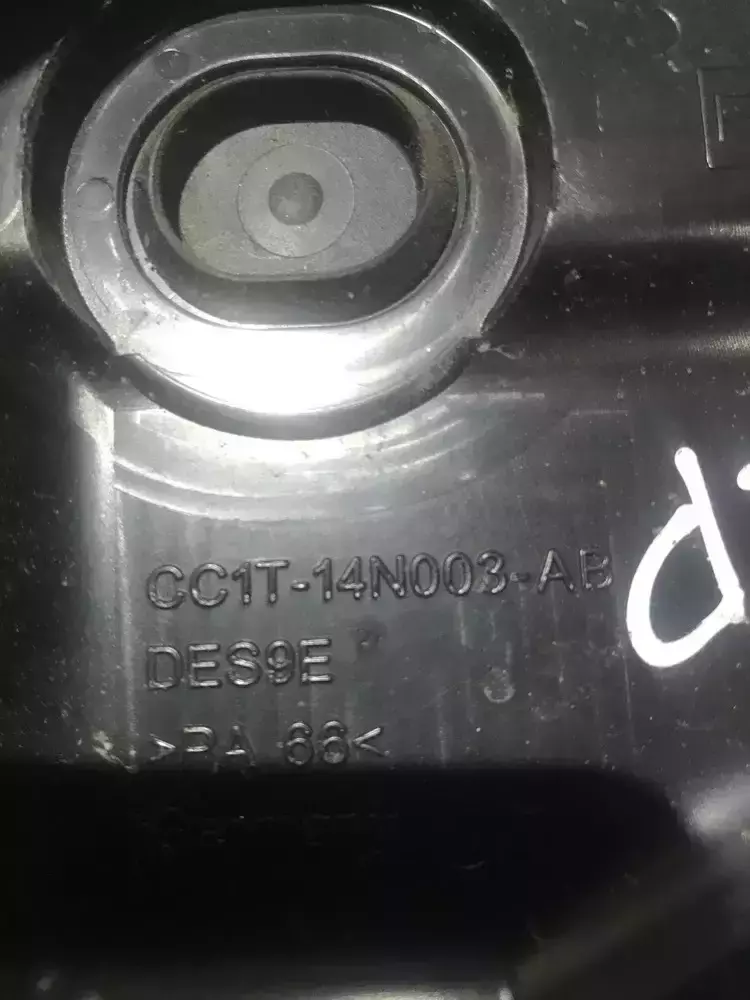 CC1T-14N003-AB
DES9E
>PA 66<